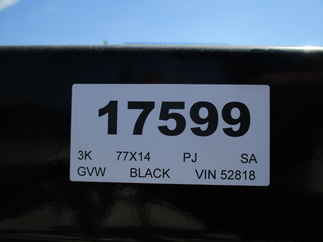 17599
3K 77X14 PJ SA
GVW BLACK VIN 52818